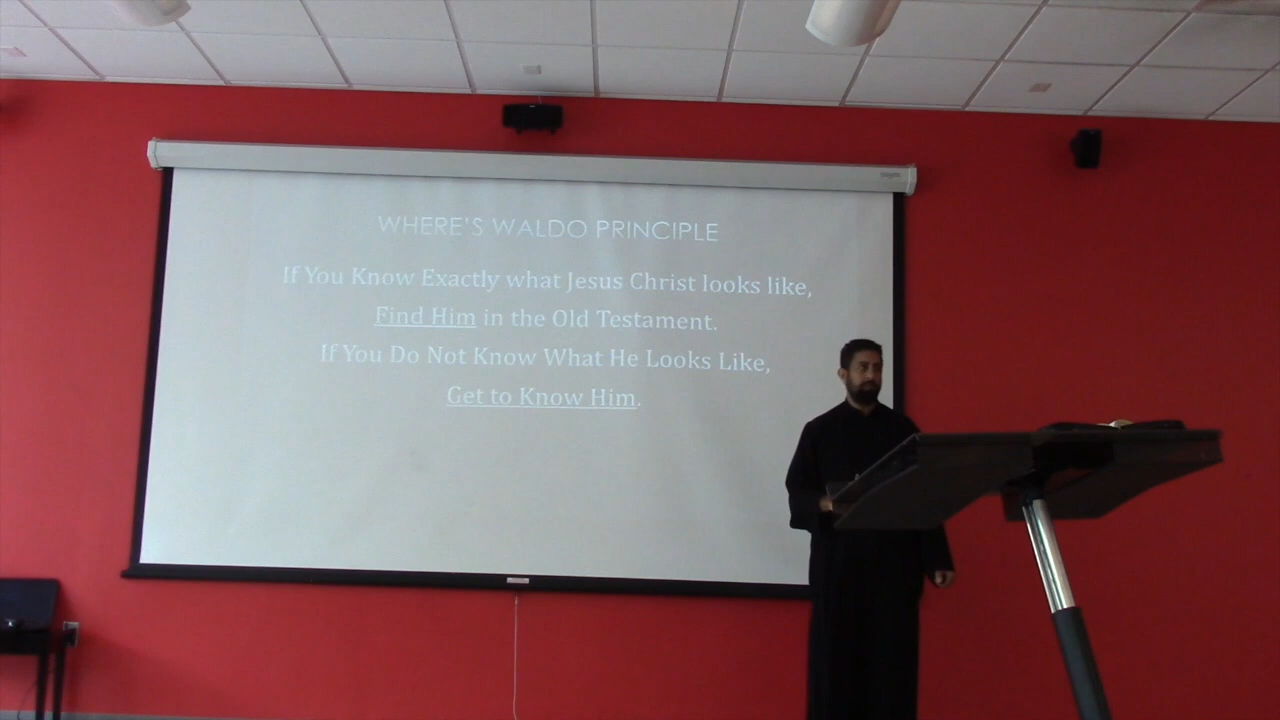 WHERE'S WALDO PRINCIPLE
If You Know Exactly what Jesus Christ looks like,
Find Him in the Old Testament.
If You Do Not Know What He Looks Like,
Get to Know Him.